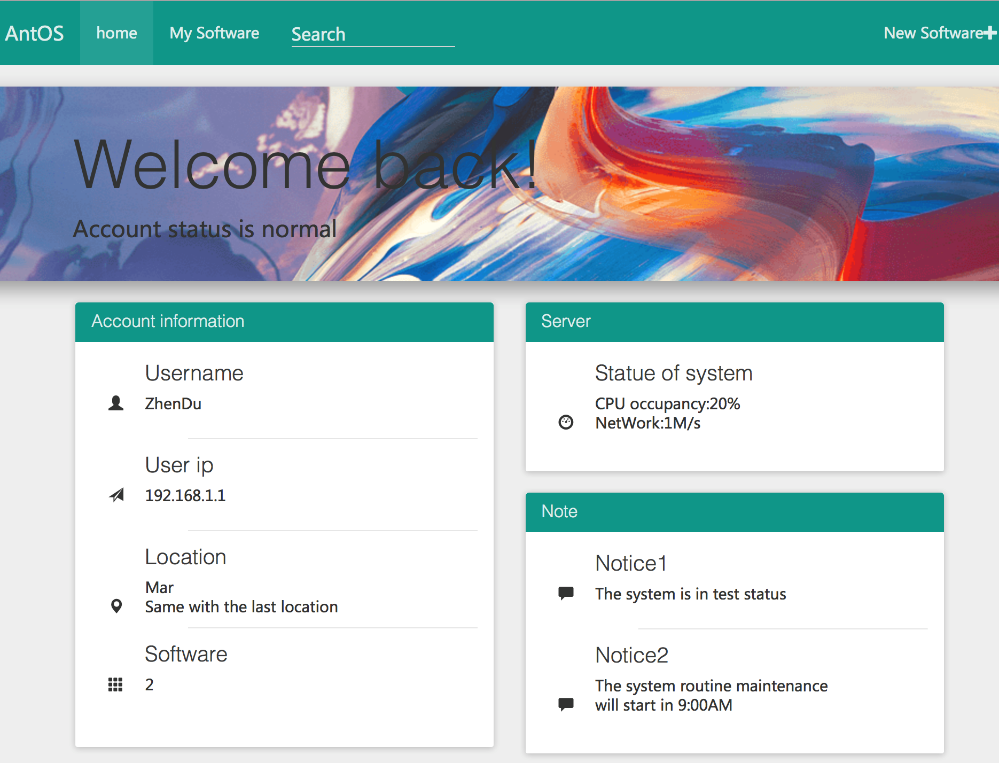 AntOS
home
My Software
Search
New Software
Welcome back!
Account status is normal
Account information
Username
ZhenDu
User ip
192.168.1.1
Location
Mar
Same with the last location
Software
2
Server
Statue of system
CPU occupancy:20%
NetWork:1M/s
Note
Notice1
The system is in test status
Notice2
The system routine maintenance
will start in 9:00AM